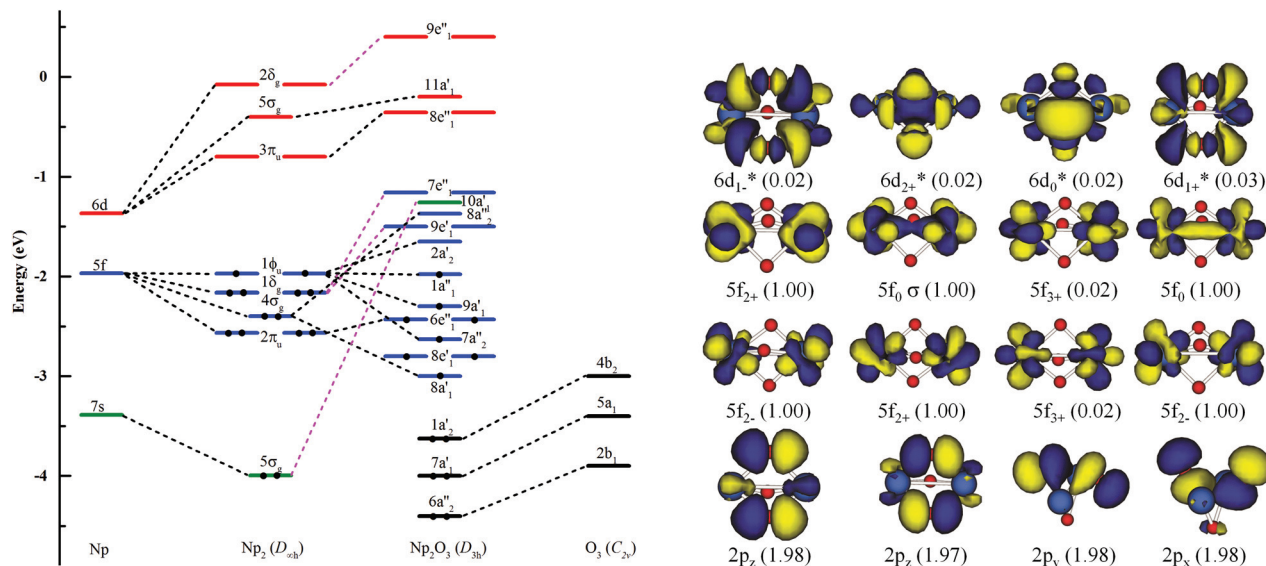 Energy (eV)
0
-1
-2
-3
-4
6d
5f
7s
2δg
5σg
3πu
1ϕu
1δg
4σg
2πu
5σg
9e"1
11a'1
8e"1
7e"1
10a'1
8a"2
9e'1
2a'2
1a"1
9a'1
6e"1
7a"2
8e'1
8a'1
1a'2
7a'1
6a"2
4b2
5a1
2b1
Np
Np2 (D∞h)
Np2O3 (D3h)
O3 (C2v)
6d1-* (0.02) 6d2+* (0.02) 6d0* (0.02) 6d1+* (0.03)
5f2+ (1.00) 5f0 σ (1.00) 5f3+ (0.02) 5f0 (1.00)
5f2- (1.00) 5f2+ (1.00) 5f3+ (0.02) 5f2- (1.00)
2pz (1.98) 2pz (1.97) 2py (1.98) 2px (1.98)